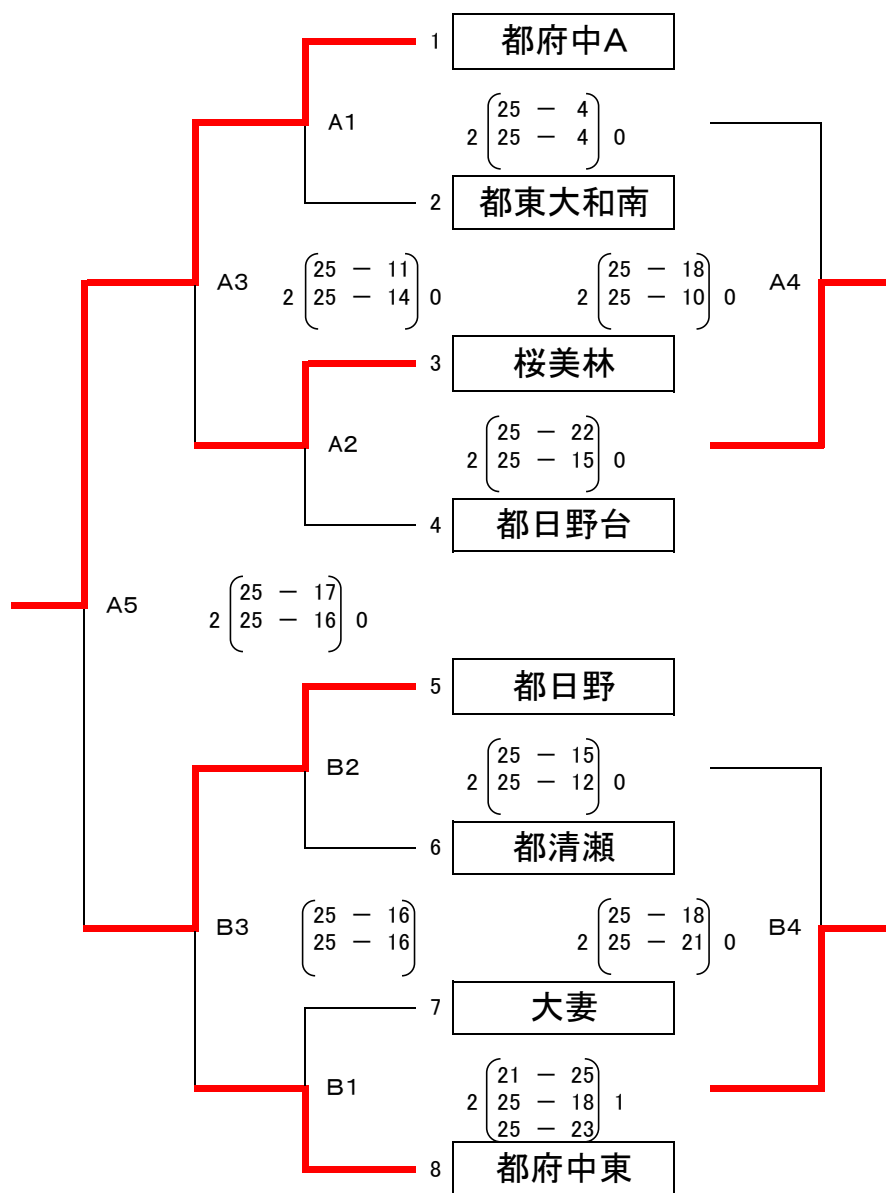 1 都府中A
A1
25 － 4
2 25 － 4 0
2 都東大和南
A3
25 － 11
2 25 － 14 0
25 － 18
2 25 － 10 0
A4
3 桜美林
A2
25 － 22
2 25 － 15 0
4 都日野台
A5
25 － 17
2 25 － 16 0
5 都日野
B2
25 － 15
2 25 － 12 0
6 都清瀬
B3
25 － 16
25 － 16
25 － 18
2 25 － 21 0
B4
7 大妻
B1
21 － 25
2 25 － 18 1
25 － 23
8 都府中東